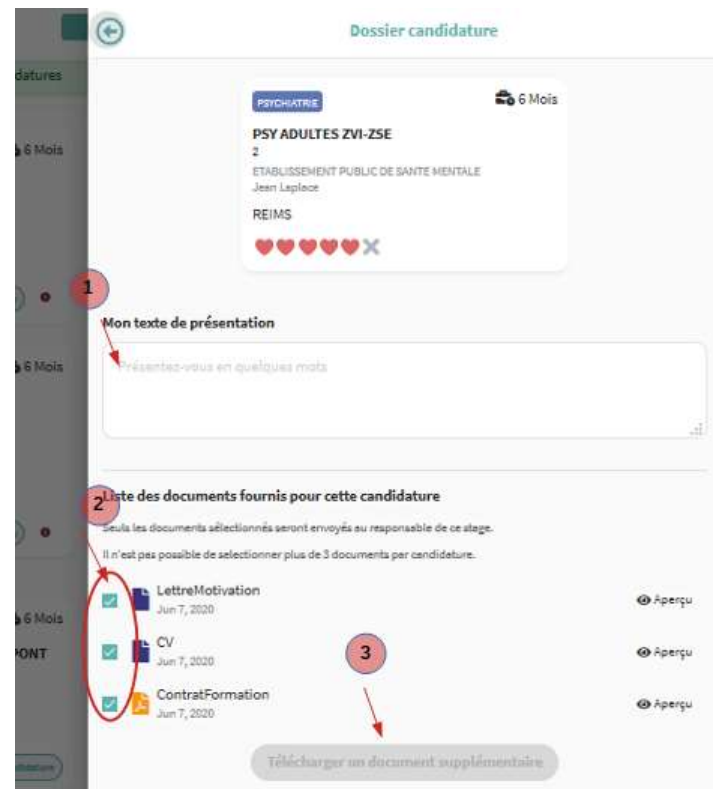 Dossier candidature
datures
PSYCHIATRIE
6 Mois
PSY ADULTES ZVI-ZSE
2
ETABLISSEMENT PUBLIC DE SANTE MENTALE
Jean Laplace
REIMS
6 Mois
1
Mon texte de présentation
Présentez-vous en quelques mots
6 Mois
2
Liste des documents fournis pour cette candidature
Seuls les documents sélectionnés seront envoyés au responsable de ce stage.
Il n'est pas possible de selectionner plus de 3 documents par candidature.
LettreMotivation
Jun 7, 2020
Aperçu
6 Mois
PONT
CV
Jun 7, 2020
Aperçu
3
ContratFormation
Jun 7, 2020
Aperçu
Télécharger un document supplémentaire